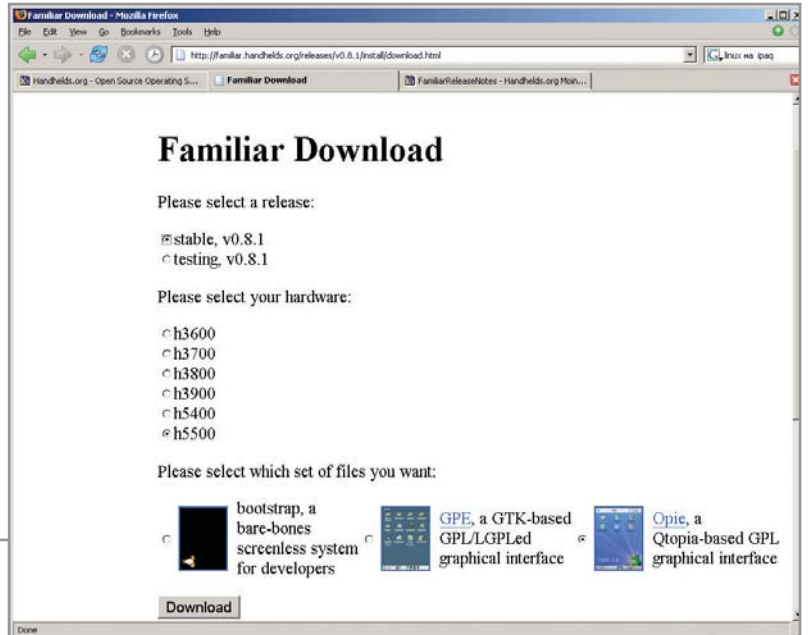 Familiar Download - Mozilla Firefox
File Edit View Go Bookmarks Tools Help
http://familiar.handhelds.org/releases/v0.8.1/install/download.html
linux на ipaq
Handhelds.org - Open Source Operating S...
Familiar Download
FamiliarReleaseNotes - Handhelds.org Moin...
Familiar Download
Please select a release:
stable, v0.8.1
testing, v0.8.1
Please select your hardware:
h3600
h3700
h3800
h3900
h5400
h5500
Please select which set of files you want:
bootstrap, a
bare-bones
screenless system
for developers
GPE, a GTK-based
GPL/LGPLed
graphical interface
Opie, a
Qtopia-based GPL
graphical interface
Download
Done